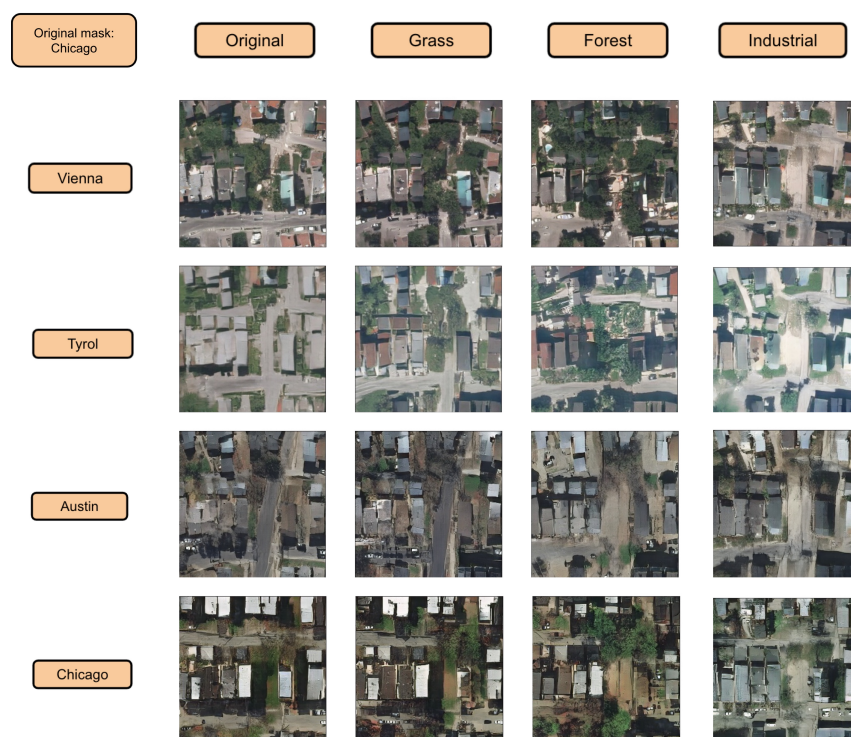 Original mask:
Chicago
Original
Grass
Forest
Industrial
Vienna
Tyrol
Austin
Chicago